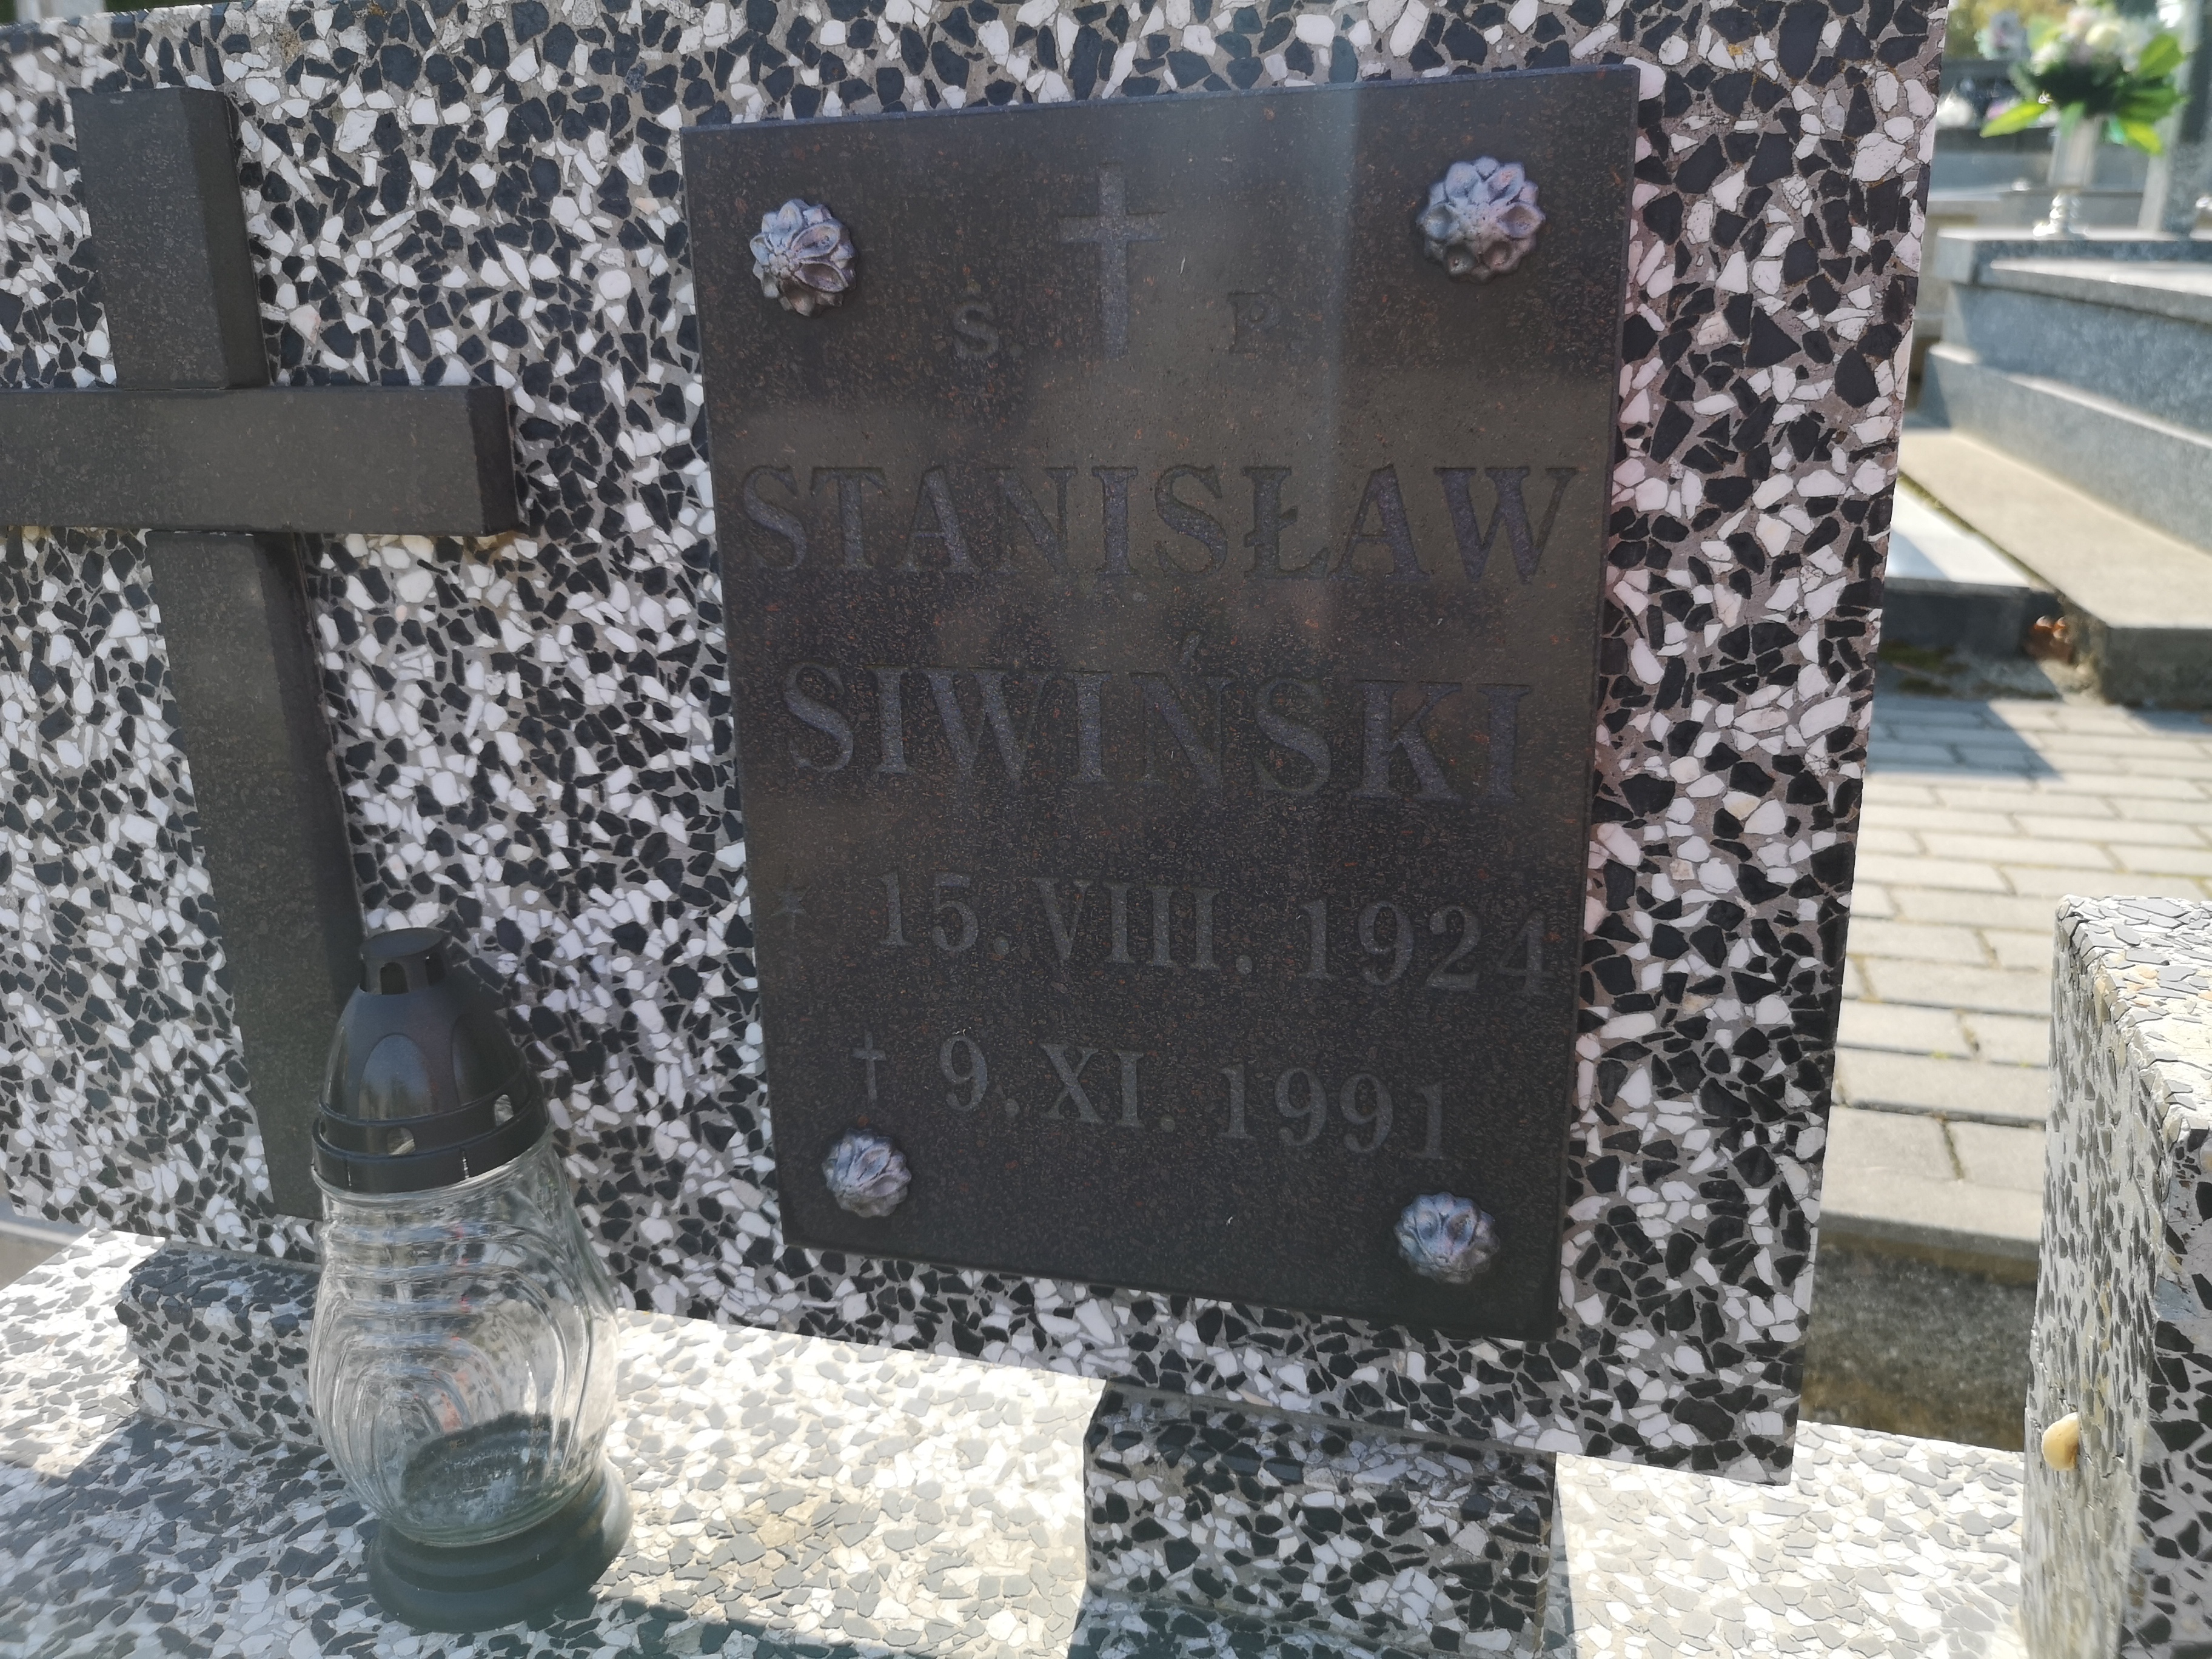 S. P.
STANISŁAW
SIWIŃSKI
* 15. VIII. 1924
† 9. XI. 1991